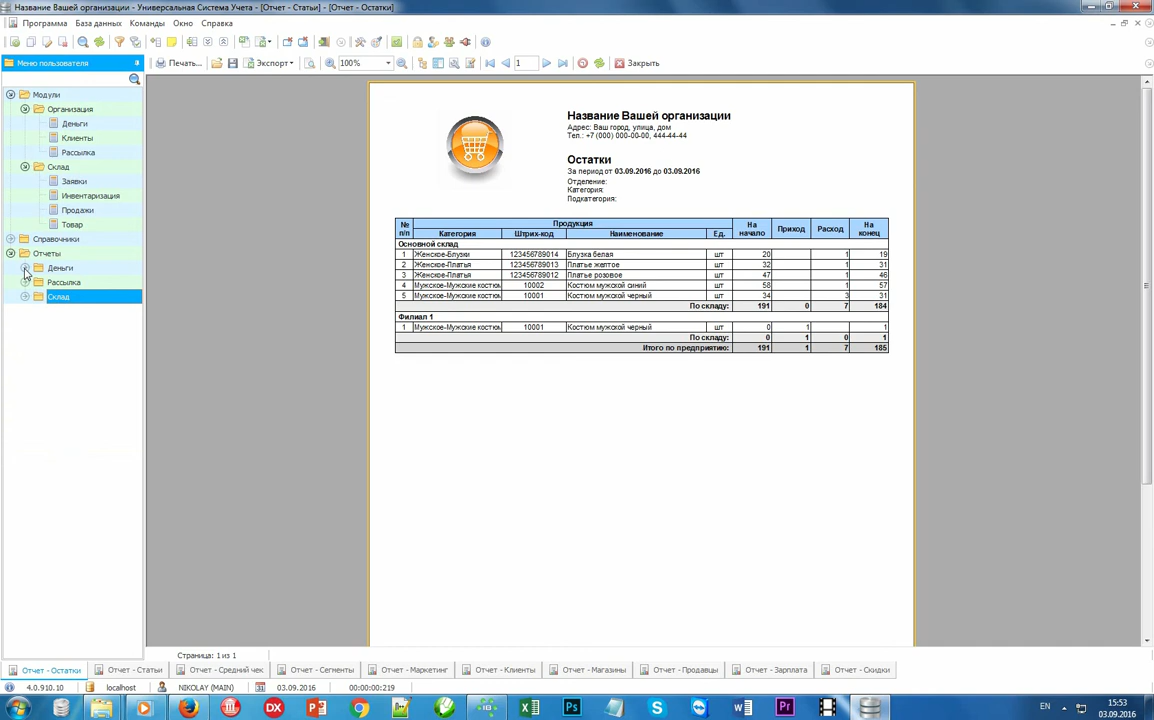 Название Вашей организации - Универсальная Система Учета - [Отчет - Статьи] - [Отчет - Остатки]
Программа База данных Команды Окно Справка
Меню пользователя
Печать... 100% Экспорт 1 Закрыть
Модули
Организация
Деньги
Клиенты
Рассылка
Склад
Заявки
Инвентаризация
Продажи
Товар
Справочники
Отчеты
Деньги
Рассылка
Склад
Название Вашей организации
Адрес: Ваш город, улица, дом
Тел.: +7 (000) 000-00-00, 444-44-44
Остатки
За период от 03.09.2016 до 03.09.2016
Отделение:
Категория:
Подкатегория:
№ п/п Продукция На начало Приход Расход На конец
Категория Штрих-код Наименование Ед.
Основной склад
1 Женское-Блузки 123456789014 Блузка белая шт 20 1 19
2 Женское-Платья 123456789013 Платье желтое шт 32 1 31
3 Женское-Платья 123456789012 Платье розовое шт 47 1 46
4 Мужское-Мужские костюм 10002 Костюм мужской синий шт 58 1 57
5 Мужское-Мужские костюм 10001 Костюм мужской черный шт 34 3 31
По складу: 191 0 7 184
Филиал 1
1 Мужское-Мужские костюм 10001 Костюм мужской черный шт 0 1 1
По складу: 0 1 0 1
Итого по предприятию: 191 1 7 185
Страница: 1 из 1
Отчет - Остатки Отчет - Статьи Отчет - Средний чек Отчет - Сегменты Отчет - Маркетинг Отчет - Клиенты Отчет - Магазины Отчет - Продавцы Отчет - Зарплата Отчет - Скидки
4.0.910.10 localhost NIKOLAY (MAIN) 03.09.2016 00:00:00:219
EN 15:53
03.09.2016